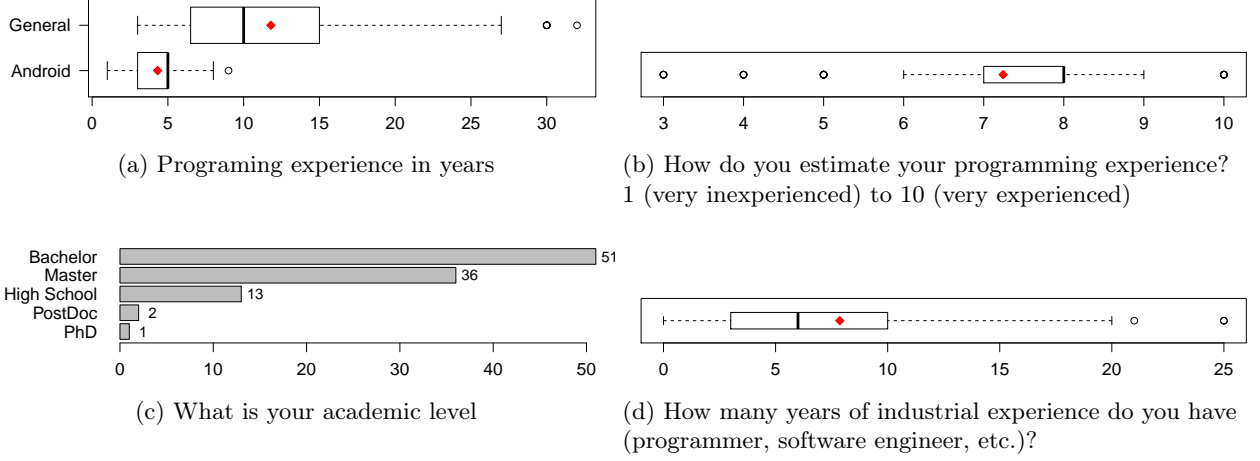 General
Android
0 5 10 15 20 25 30
(a) Programing experience in years
3 4 5 6 7 8 9 10
(b) How do you estimate your programming experience?
1 (very inexperienced) to 10 (very experienced)
Bachelor 51
Master 36
High School 13
PostDoc 2
PhD 1
0 10 20 30 40 50
(c) What is your academic level
0 5 10 15 20 25
(d) How many years of industrial experience do you have
(programmer, software engineer, etc.)?